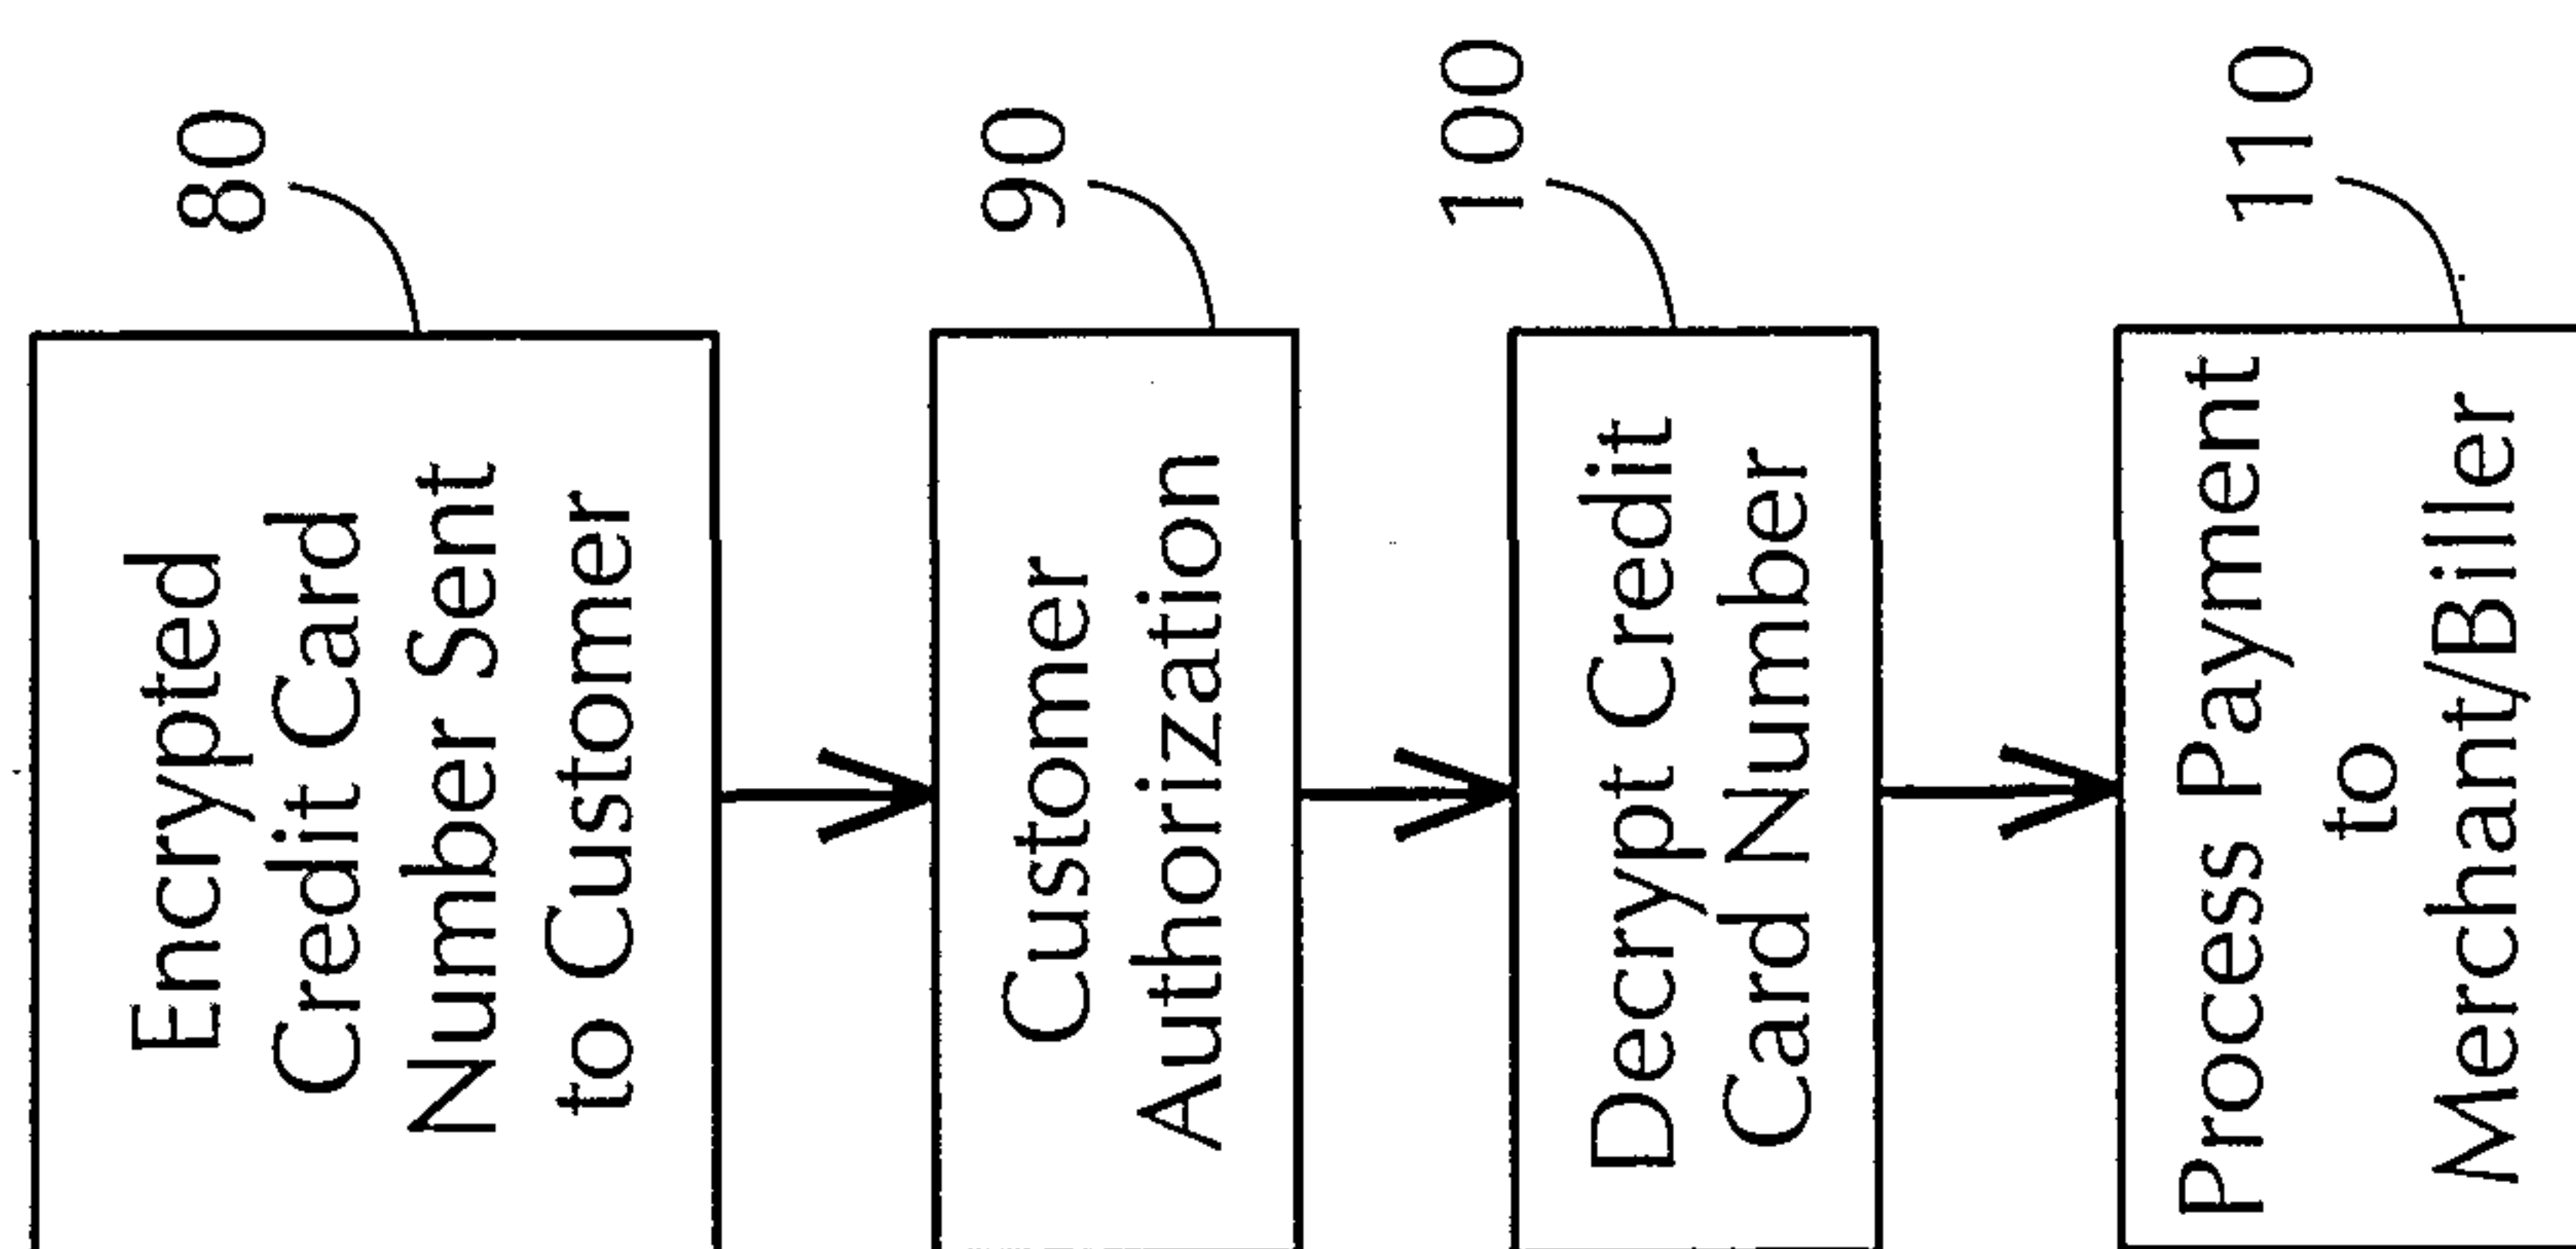 80
Encrypted
Credit Card
Number Sent
to Customer
90
Customer
Authorization
100
Decrypt Credit
Card Number
110
Process Payment
to
Merchant/Biller